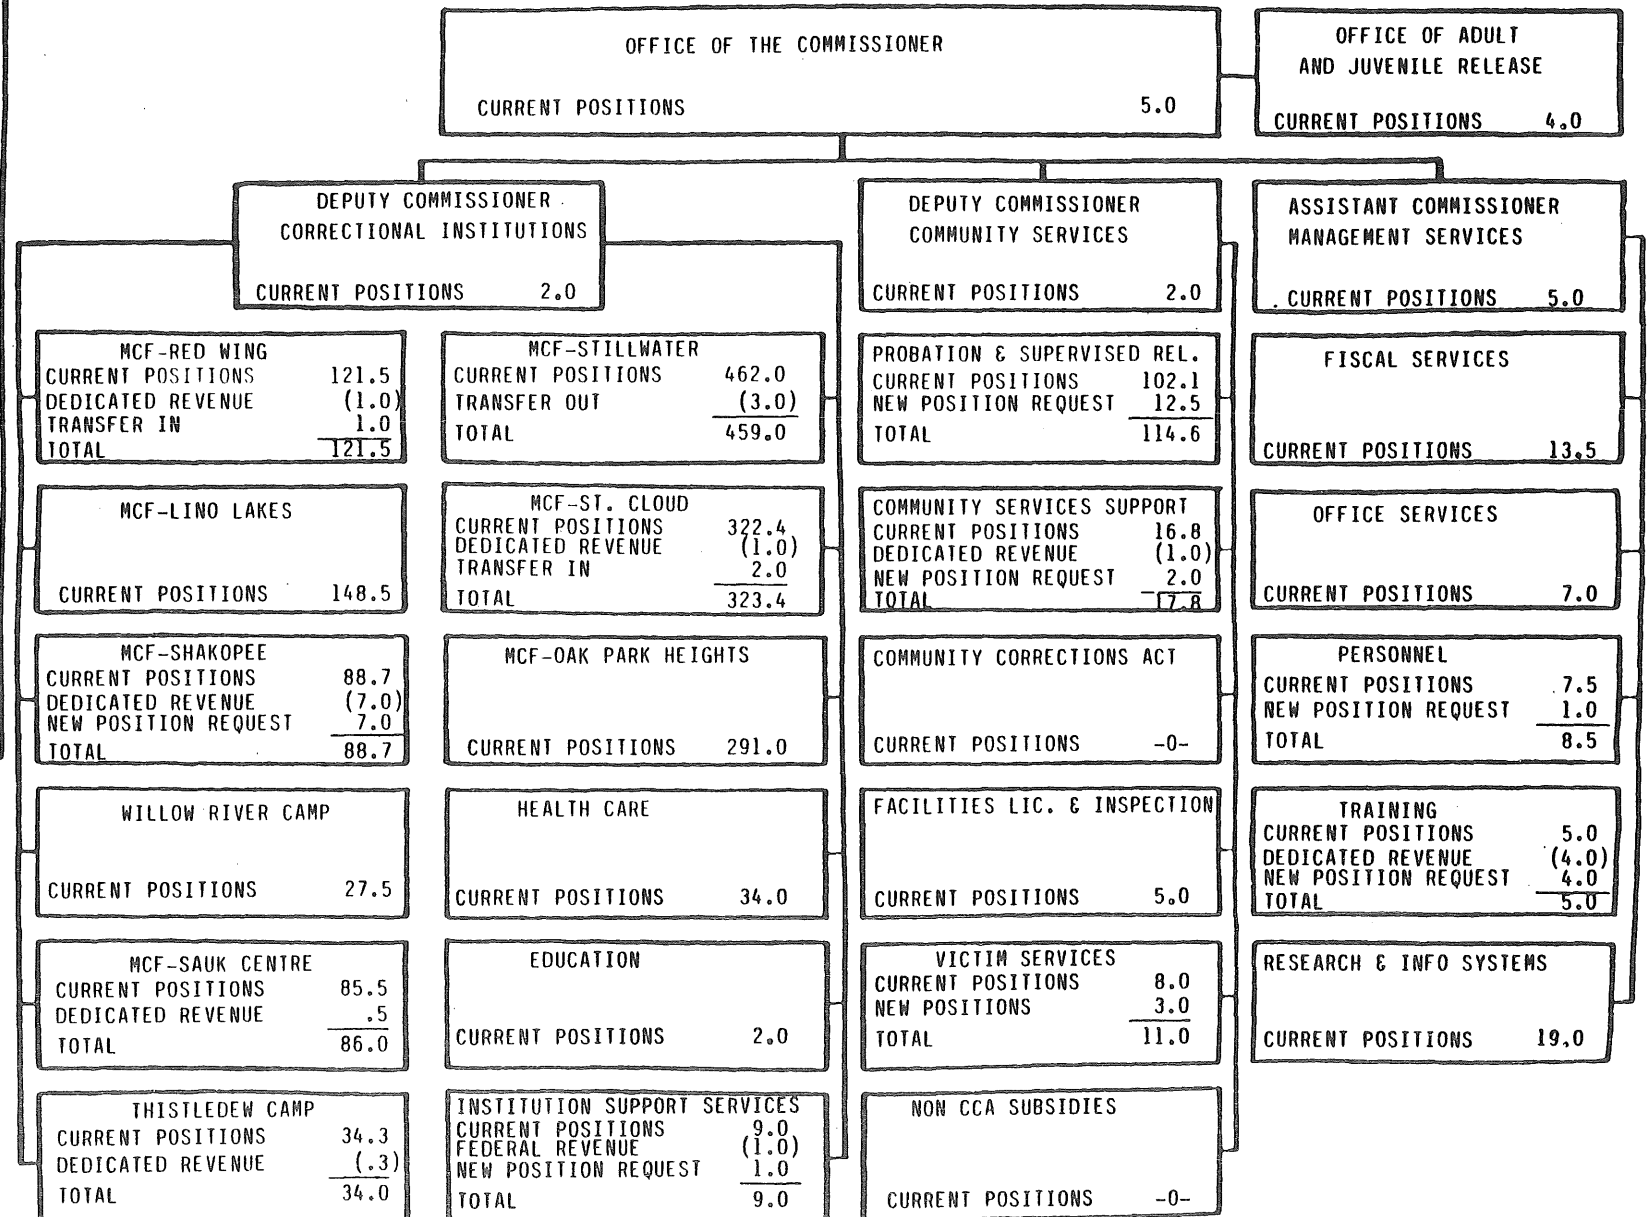 OFFICE OF THE COMMISSIONER
CURRENT POSITIONS 5.0
OFFICE OF ADULT
AND JUVENILE RELEASE
CURRENT POSITIONS 4.0
DEPUTY COMMISSIONER
CORRECTIONAL INSTITUTIONS
CURRENT POSITIONS 2.0
DEPUTY COMMISSIONER
COMMUNITY SERVICES
CURRENT POSITIONS 2.0
ASSISTANT COMMISSIONER
MANAGEMENT SERVICES
CURRENT POSITIONS 5.0
MCF-RED WING
CURRENT POSITIONS 121.5
DEDICATED REVENUE (1.0)
TRANSFER IN 1.0
TOTAL 121.5
MCF-STILLWATER
CURRENT POSITIONS 462.0
TRANSFER OUT (3.0)
TOTAL 459.0
PROBATION & SUPERVISED REL.
CURRENT POSITIONS 102.1
NEW POSITION REQUEST 12.5
TOTAL 114.6
FISCAL SERVICES
CURRENT POSITIONS 13.5
MCF-LINO LAKES
CURRENT POSITIONS 148.5
MCF-ST. CLOUD
CURRENT POSITIONS 322.4
DEDICATED REVENUE (1.0)
TRANSFER IN 2.0
TOTAL 323.4
COMMUNITY SERVICES SUPPORT
CURRENT POSITIONS 16.8
DEDICATED REVENUE (1.0)
NEW POSITION REQUEST 2.0
TOTAL 17.8
OFFICE SERVICES
CURRENT POSITIONS 7.0
MCF-SHAKOPEE
CURRENT POSITIONS 88.7
DEDICATED REVENUE (7.0)
NEW POSITION REQUEST 7.0
TOTAL 88.7
MCF-OAK PARK HEIGHTS
CURRENT POSITIONS 291.0
COMMUNITY CORRECTIONS ACT
CURRENT POSITIONS -0-
PERSONNEL
CURRENT POSITIONS 7.5
NEW POSITION REQUEST 1.0
TOTAL 8.5
WILLOW RIVER CAMP
CURRENT POSITIONS 27.5
HEALTH CARE
CURRENT POSITIONS 34.0
FACILITIES LIC. & INSPECTION
CURRENT POSITIONS 5.0
TRAINING
CURRENT POSITIONS 5.0
DEDICATED REVENUE (4.0)
NEW POSITION REQUEST 4.0
TOTAL 5.0
MCF-SAUK CENTRE
CURRENT POSITIONS 85.5
DEDICATED REVENUE .5
TOTAL 86.0
EDUCATION
CURRENT POSITIONS 2.0
VICTIM SERVICES
CURRENT POSITIONS 8.0
NEW POSITIONS 3.0
TOTAL 11.0
RESEARCH & INFO SYSTEMS
CURRENT POSITIONS 19.0
THISTLEDEW CAMP
CURRENT POSITIONS 34.3
DEDICATED REVENUE (.3)
TOTAL 34.0
INSTITUTION SUPPORT SERVICES
CURRENT POSITIONS 9.0
FEDERAL REVENUE (1.0)
NEW POSITION REQUEST 1.0
TOTAL 9.0
NON CCA SUBSIDIES
CURRENT POSITIONS -0-